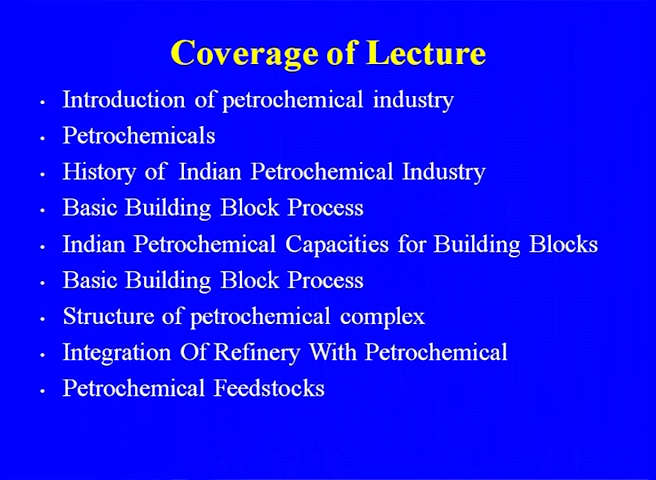 Coverage of Lecture
• Introduction of petrochemical industry
• Petrochemicals
• History of Indian Petrochemical Industry
• Basic Building Block Process
• Indian Petrochemical Capacities for Building Blocks
• Basic Building Block Process
• Structure of petrochemical complex
• Integration Of Refinery With Petrochemical
• Petrochemical Feedstocks